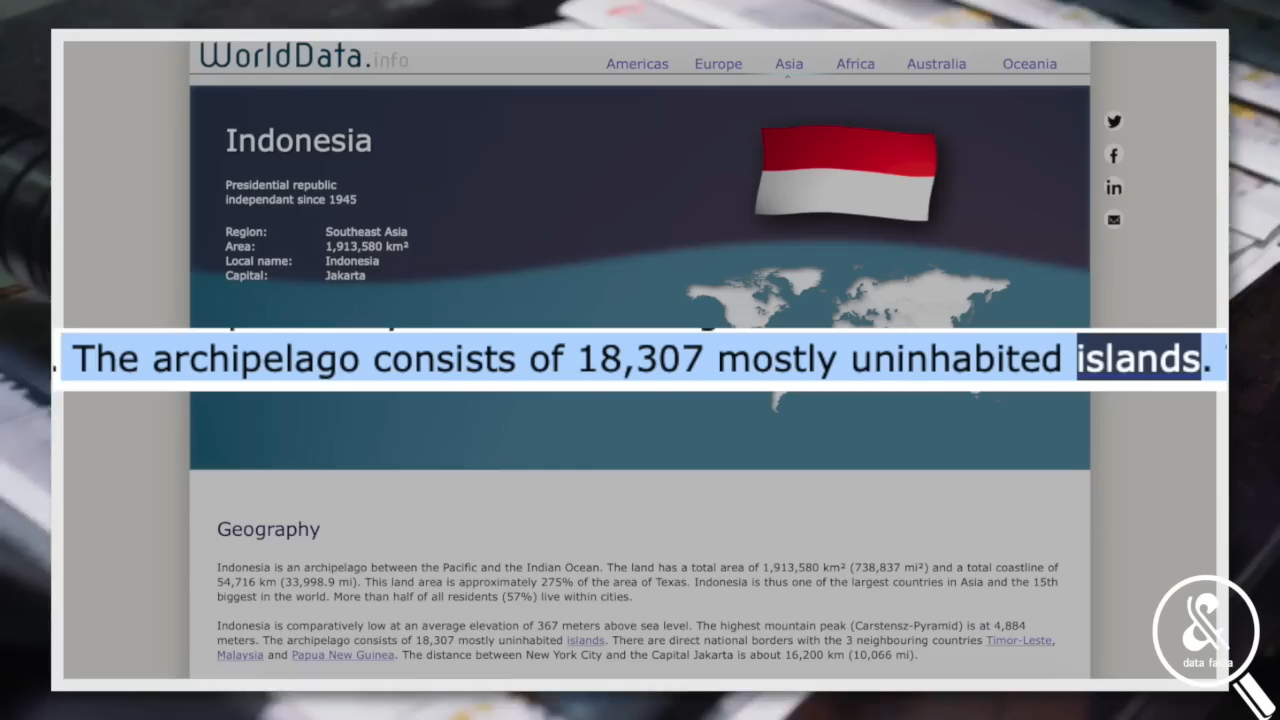 WorldData.info
Americas Europe Asia Africa Australia Oceania
Indonesia
Presidential republic
independant since 1945
Region: Southeast Asia
Area: 1,913,580 km²
Local name: Indonesia
Capital: Jakarta
. The archipelago consists of 18,307 mostly uninhabited islands.
Geography
Indonesia is an archipelago between the Pacific and the Indian Ocean. The land has a total area of 1,913,580 km² (738,837 mi²) and a total coastline of
54,716 km (33,998.9 mi). This land area is approximately 275% of the area of Texas. Indonesia is thus one of the largest countries in Asia and the 15th
biggest in the world. More than half of all residents (57%) live within cities.
Indonesia is comparatively low at an average elevation of 367 meters above sea level. The highest mountain peak (Carstensz-Pyramid) is at 4,884
meters. The archipelago consists of 18,307 mostly uninhabited islands. There are direct national borders with the 3 neighbouring countries Timor-Leste,
Malaysia and Papua New Guinea. The distance between New York City and the Capital Jakarta is about 16,200 km (10,066 mi).
data fakta